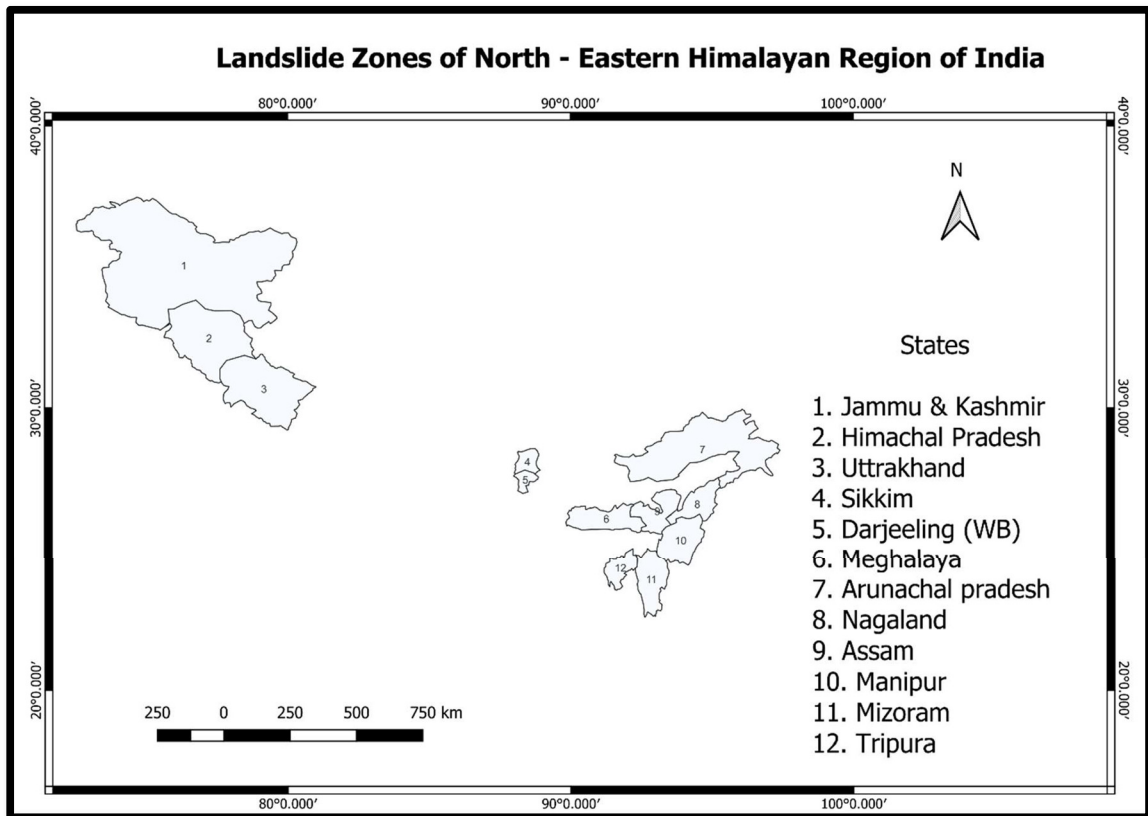 Landslide Zones of North - Eastern Himalayan Region of India
80°0.000′ 90°0.000′ 100°0.000′
40°0.000′
40°0.000′
N
1
2
3
States
30°0.000′
30°0.000′
1. Jammu & Kashmir
2. Himachal Pradesh
3. Uttrakhand
4. Sikkim
5. Darjeeling (WB)
6. Meghalaya
7. Arunachal pradesh
8. Nagaland
9. Assam
10. Manipur
11. Mizoram
12. Tripura
7
4
5
8
9
6
10
12
11
20°0.000′
20°0.000′
250 0 250 500 750 km
80°0.000′ 90°0.000′ 100°0.000′